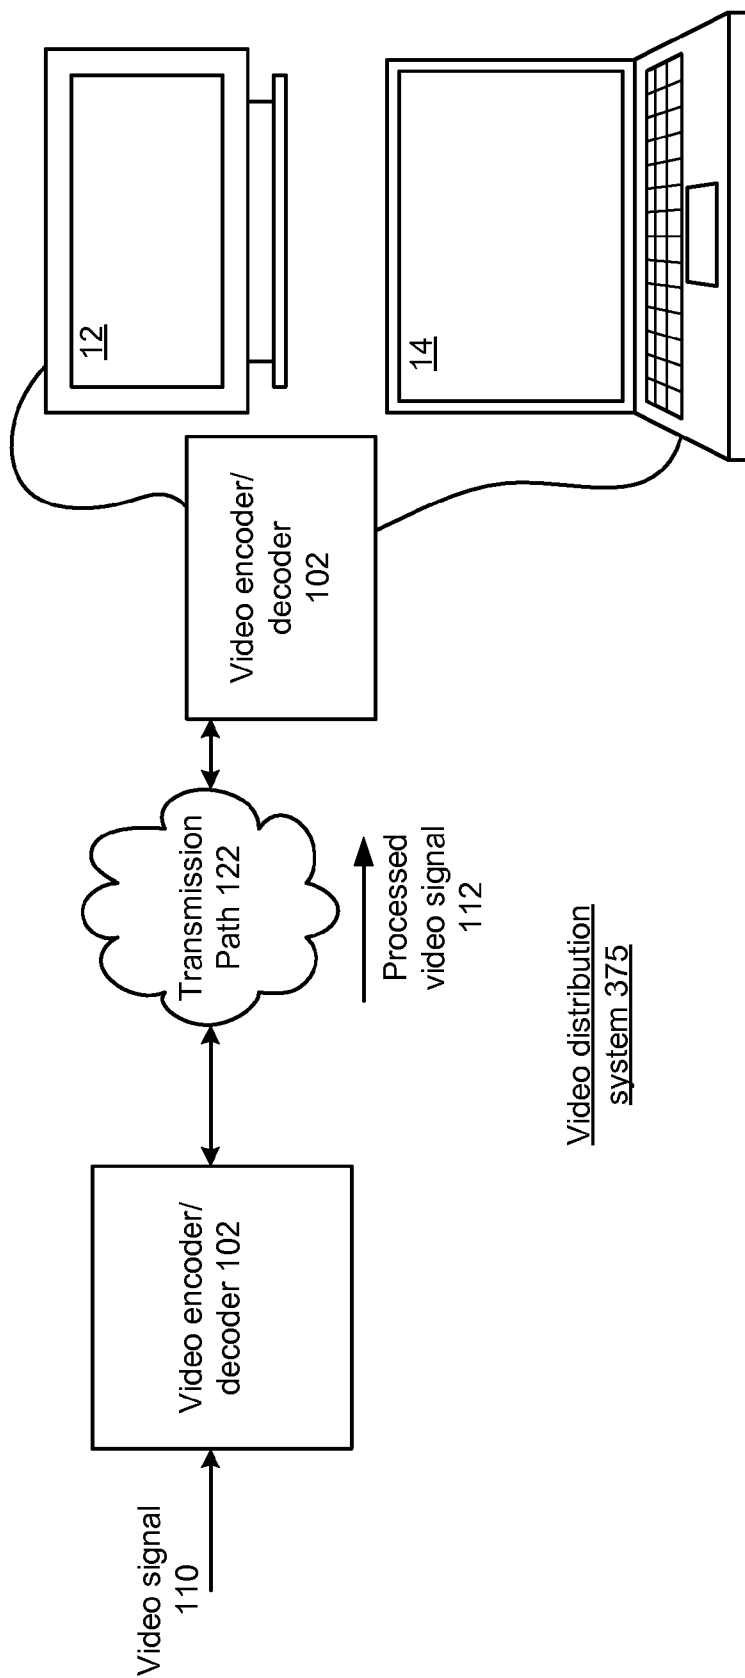 Video signal
110
Video encoder/
decoder 102
Transmission
Path 122
Processed
video signal
112
Video encoder/
decoder
102
12
14
Video distribution
system 375